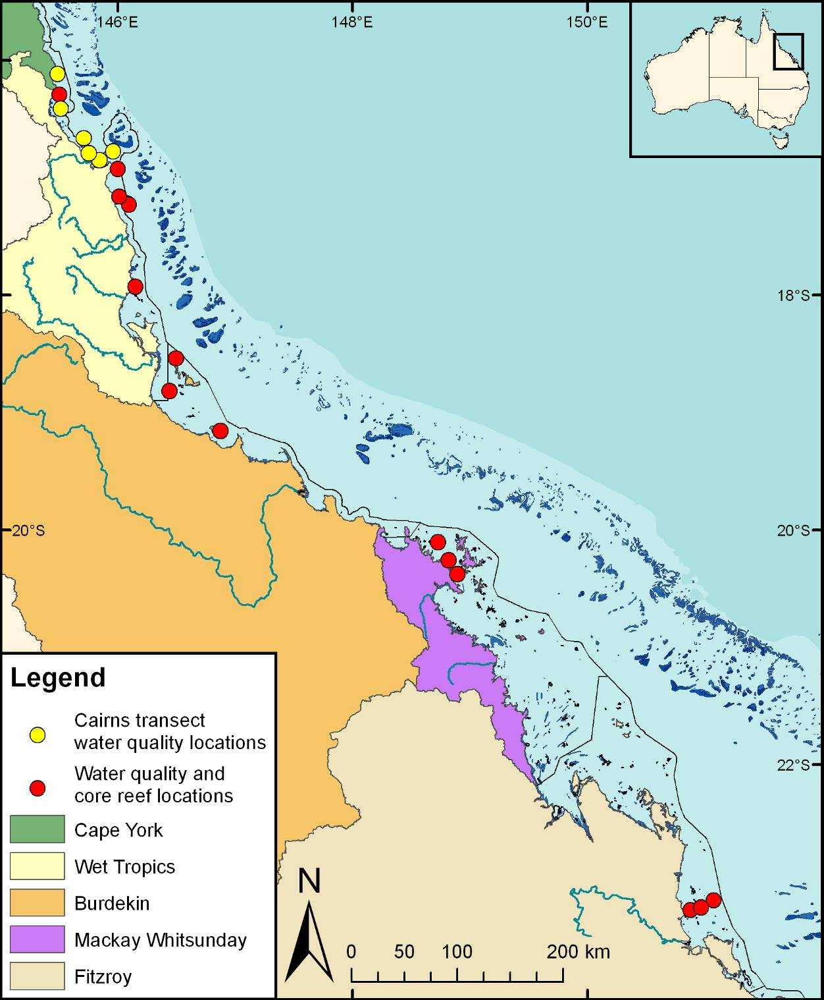 146°E
148°E
150°E
18°S
20°S
20°S
22°S
Legend
Cairns transect
water quality locations
Water quality and
core reef locations
Cape York
Wet Tropics
Burdekin
Mackay Whitsunday
Fitzroy
N
0 50 100 200 km